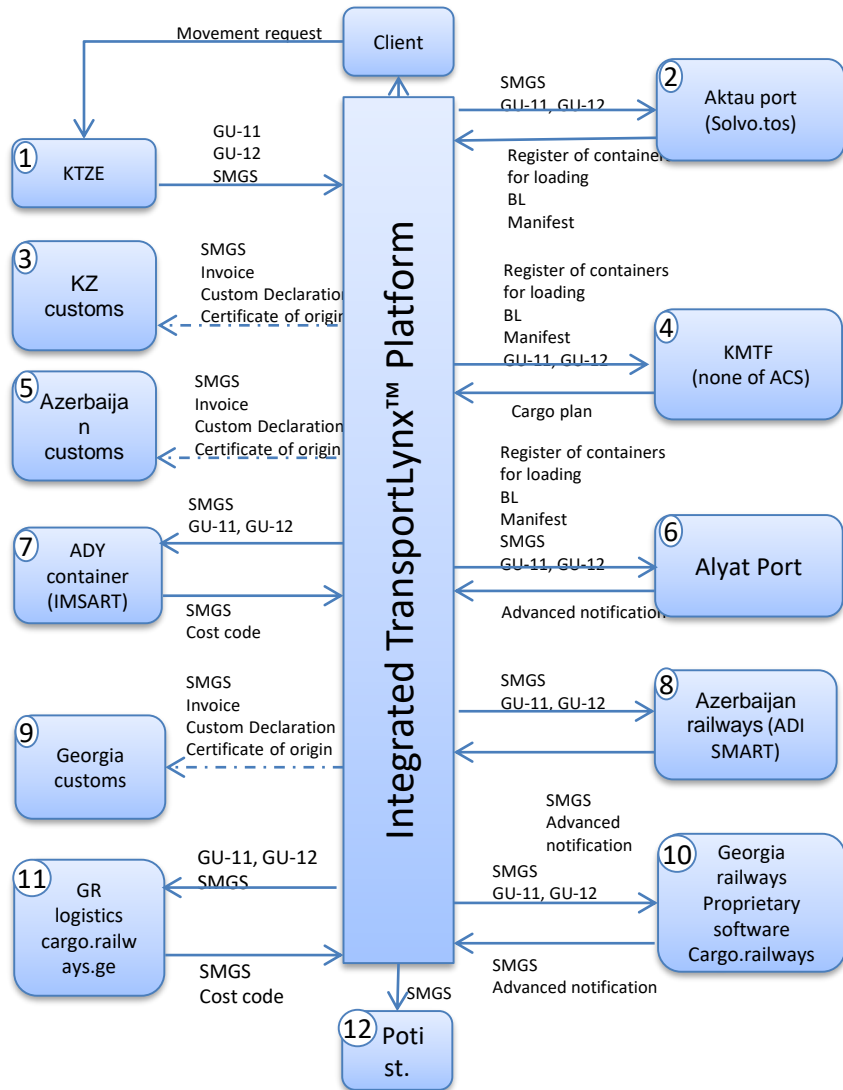 Movement request
Client
SMGS
GU-11, GU-12
2
Aktau port
(Solvo.tos)
1
KTZE
GU-11
GU-12
SMGS
Register of containers
for loading
BL
Manifest
3
KZ
customs
SMGS
Invoice
Custom Declaration
Certificate of origin
Integrated TransportLynx™ Platform
Register of containers
for loading
BL
Manifest
GU-11, GU-12
4
KMTF
(none of ACS)
Cargo plan
5
Azerbaija
n
customs
SMGS
Invoice
Custom Declaration
Certificate of origin
Register of containers
for loading
BL
Manifest
SMGS
GU-11, GU-12
6
Alyat Port
Advanced notification
7
ADY
container
(IMSART)
SMGS
GU-11, GU-12
SMGS
Cost code
SMGS
GU-11, GU-12
8
Azerbaijan
railways (ADI
SMART)
SMGS
Advanced
notification
9
Georgia
customs
SMGS
Invoice
Custom Declaration
Certificate of origin
SMGS
GU-11, GU-12
10
Georgia
railways
Proprietary
software
Cargo.railways
SMGS
Advanced notification
11
GR
logistics
cargo.railw
ays.ge
GU-11, GU-12
SMGS
SMGS
Cost code
SMGS
12
Poti
st.